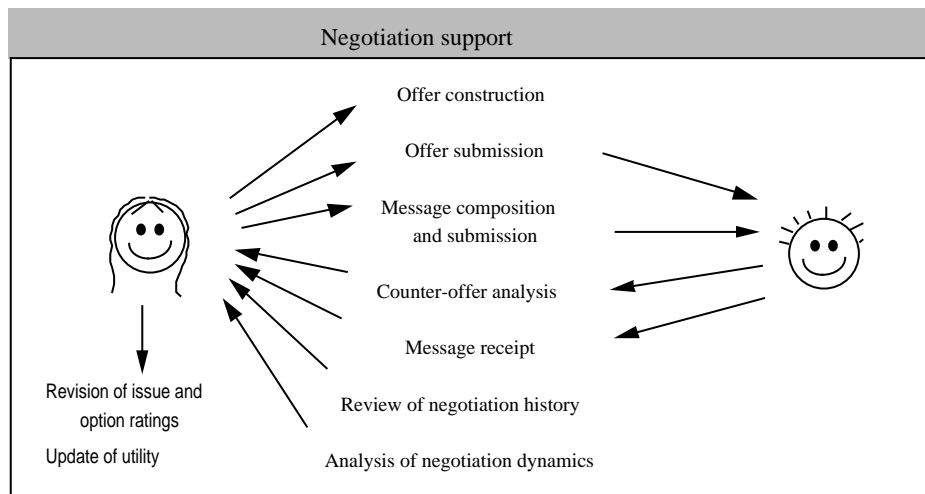 Negotiation support
Offer construction
Offer submission
Message composition
and submission
Counter-offer analysis
Message receipt
Review of negotiation history
Analysis of negotiation dynamics
Revision of issue and
option ratings
Update of utility